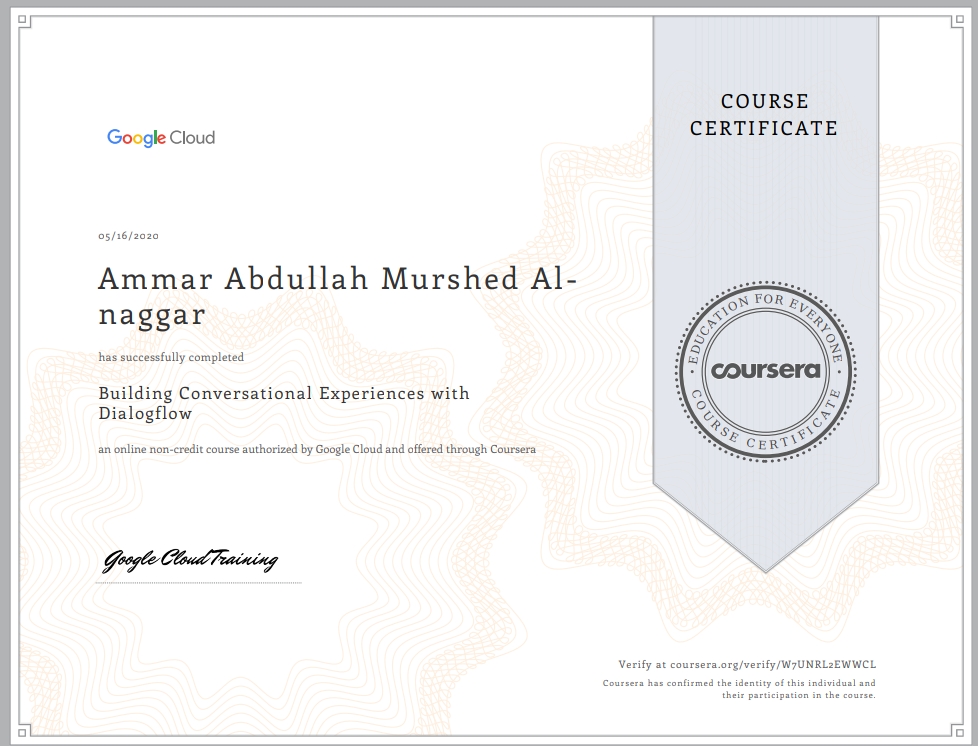 COURSE
CERTIFICATE
Google Cloud
05/16/2020
Ammar Abdullah Murshed Al-
naggar
has successfully completed
Building Conversational Experiences with
Dialogflow
an online non-credit course authorized by Google Cloud and offered through Coursera
EDUCATION FOR EVERYONE
coursera
COURSE CERTIFICATE
Google Cloud Training
Verify at coursera.org/verify/W7UNRL2EWWCL
Coursera has confirmed the identity of this individual and
their participation in the course.